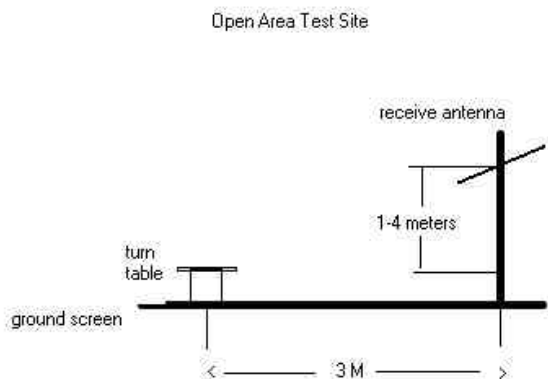 Open Area Test Site
receive antenna
1-4 meters
turn
table
ground screen
3 M